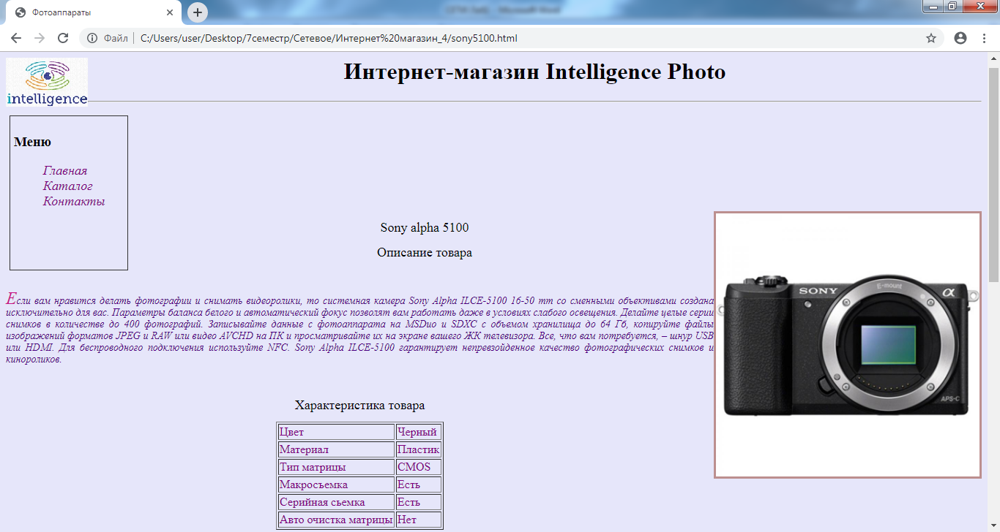 Фотоаппараты
Файл
C:/Users/user/Desktop/7семестр/Сетевое/Интернет%20магазин_4/sony5100.html
intelligence
Интернет-магазин Intelligence Photo
Меню
Главная
Каталог
Контакты
Sony alpha 5100
Описание товара
Если вам нравится делать фотографии и снимать видеоролики, то системная камера Sony Alpha ILCE-5100 16-50 mm со сменными объективами создана
исключительно для вас. Параметры баланса белого и автоматический фокус позволят вам работать даже в условиях слабого освещения. Делайте целые серии
снимков в количестве до 400 фотографий. Записывайте данные с фотоаппарата на MSDuo и SDXC с объемом хранилища до 64 Гб, копируйте файлы
изображений форматов JPEG и RAW или видео AVCHD на ПК и просматривайте их на экране вашего ЖК телевизора. Все, что вам потребуется, – шнур USB
или HDMI. Для беспроводного подключения используйте NFC. Sony Alpha ILCE-5100 гарантирует непревзойденное качество фотографических снимков и
кинороликов.
SONY
E-mount
α
APS-C
Характеристика товара
Цвет Черный
Материал Пластик
Тип матрицы CMOS
Макросъемка Есть
Серийная сьемка Есть
Авто очистка матрицы Нет